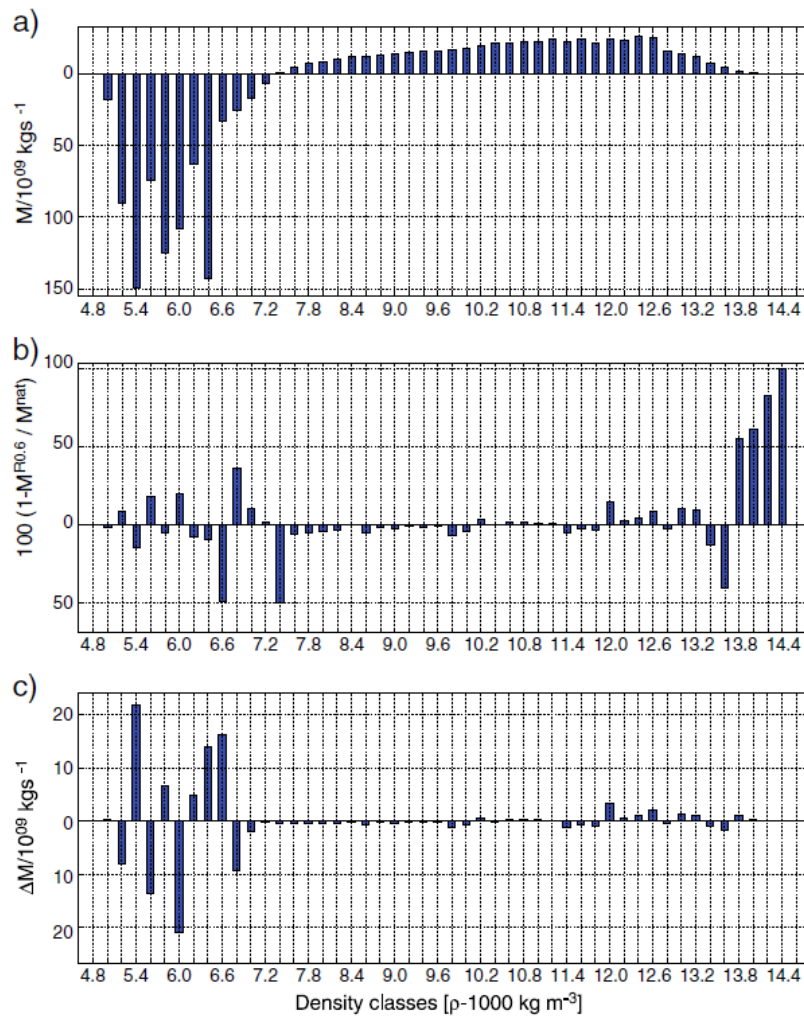 a)
0
50
100
150
M/10⁰⁹ kgs ⁻¹
4.8 5.4 6.0 6.6 7.2 7.8 8.4 9.0 9.6 10.2 10.8 11.4 12.0 12.6 13.2 13.8 14.4
b)
100
50
0
50
100 (1-M^R0.6 / M^nat)
4.8 5.4 6.0 6.6 7.2 7.8 8.4 9.0 9.6 10.2 10.8 11.4 12.0 12.6 13.2 13.8 14.4
c)
20
10
0
10
20
ΔM/10⁰⁹ kgs ⁻¹
4.8 5.4 6.0 6.6 7.2 7.8 8.4 9.0 9.6 10.2 10.8 11.4 12.0 12.6 13.2 13.8 14.4
Density classes [ρ-1000 kg m⁻³]